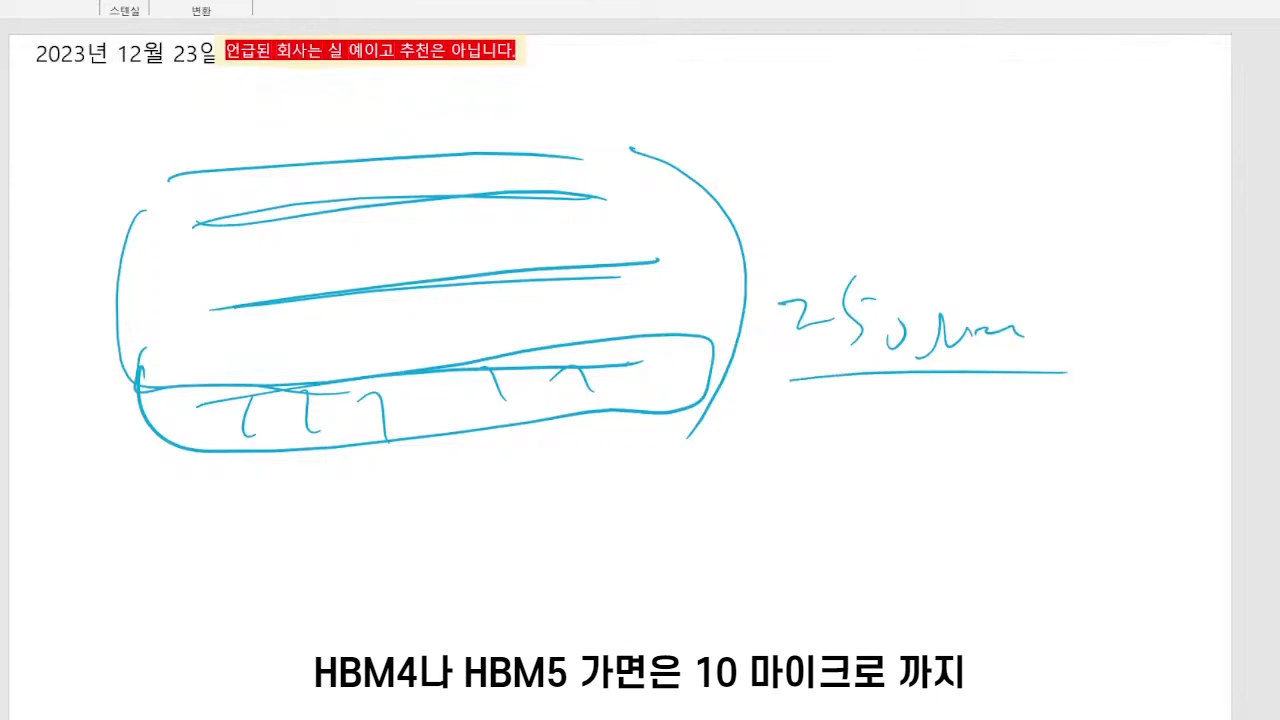 스텐실 변환
2023년 12월 23일 언급된 회사는 실 예이고 추천은 아닙니다.
250μm
HBM4나 HBM5 가면은 10 마이크로 까지